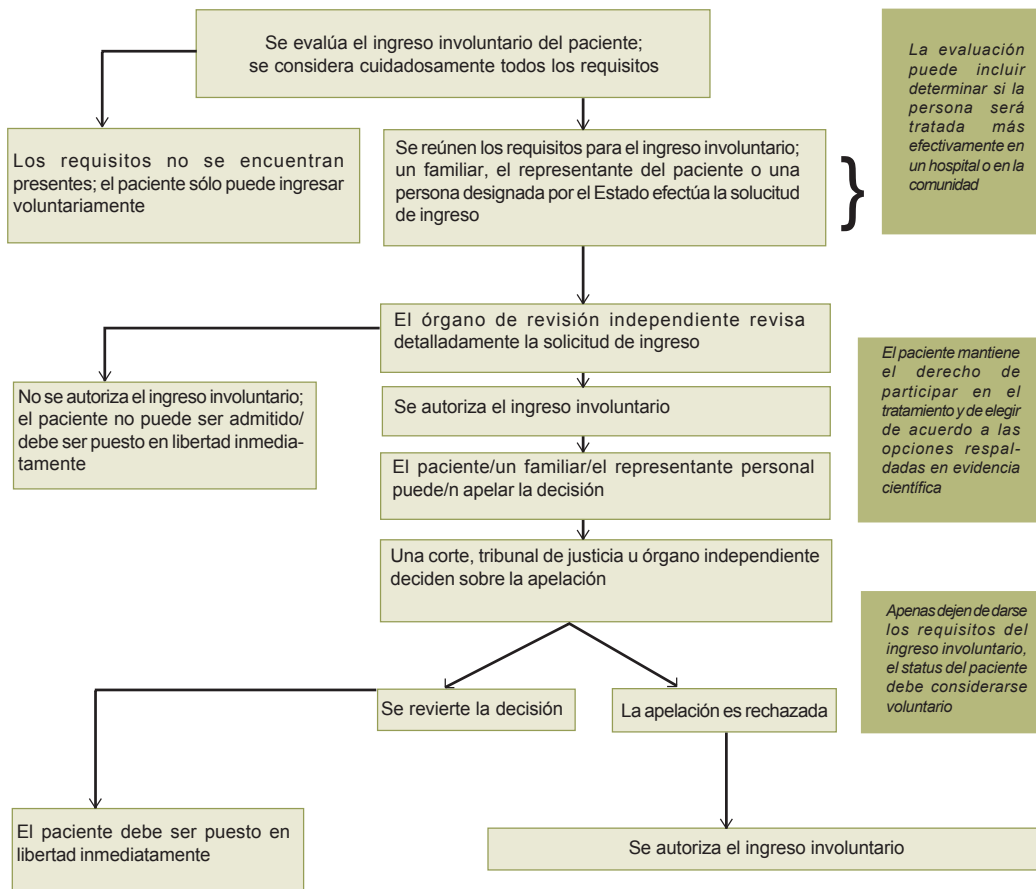 Se evalúa el ingreso involuntario del paciente;
se considera cuidadosamente todos los requisitos
La evaluación
puede incluir
determinar si la
persona será
tratada más
efectivamente en
un hospital o en la
comunidad
Los requisitos no se encuentran
presentes; el paciente sólo puede ingresar
voluntariamente
Se reúnen los requisitos para el ingreso involuntario;
un familiar, el representante del paciente o una
persona designada por el Estado efectúa la solucitud
de ingreso
}
El órgano de revisión independiente revisa
detalladamente la solicitud de ingreso
No se autoriza el ingreso involuntario;
el paciente no puede ser admitido/
debe ser puesto en libertad inmedia-
tamente
Se autoriza el ingreso involuntario
El paciente mantiene
el derecho de
participar en el
tratamiento y de elegir
de acuerdo a las
opciones respal-
dadas en evidencia
científica
El paciente/un familiar/el representante personal
puede/n apelar la decisión
Una corte, tribunal de justicia u órgano independiente
deciden sobre la apelación
Apenas dejen de darse
los requisitos del
ingreso involuntario,
el status del paciente
debe considerarse
voluntario
Se revierte la decisión
La apelación es rechazada
El paciente debe ser puesto en
libertad inmediatamente
Se autoriza el ingreso involuntario